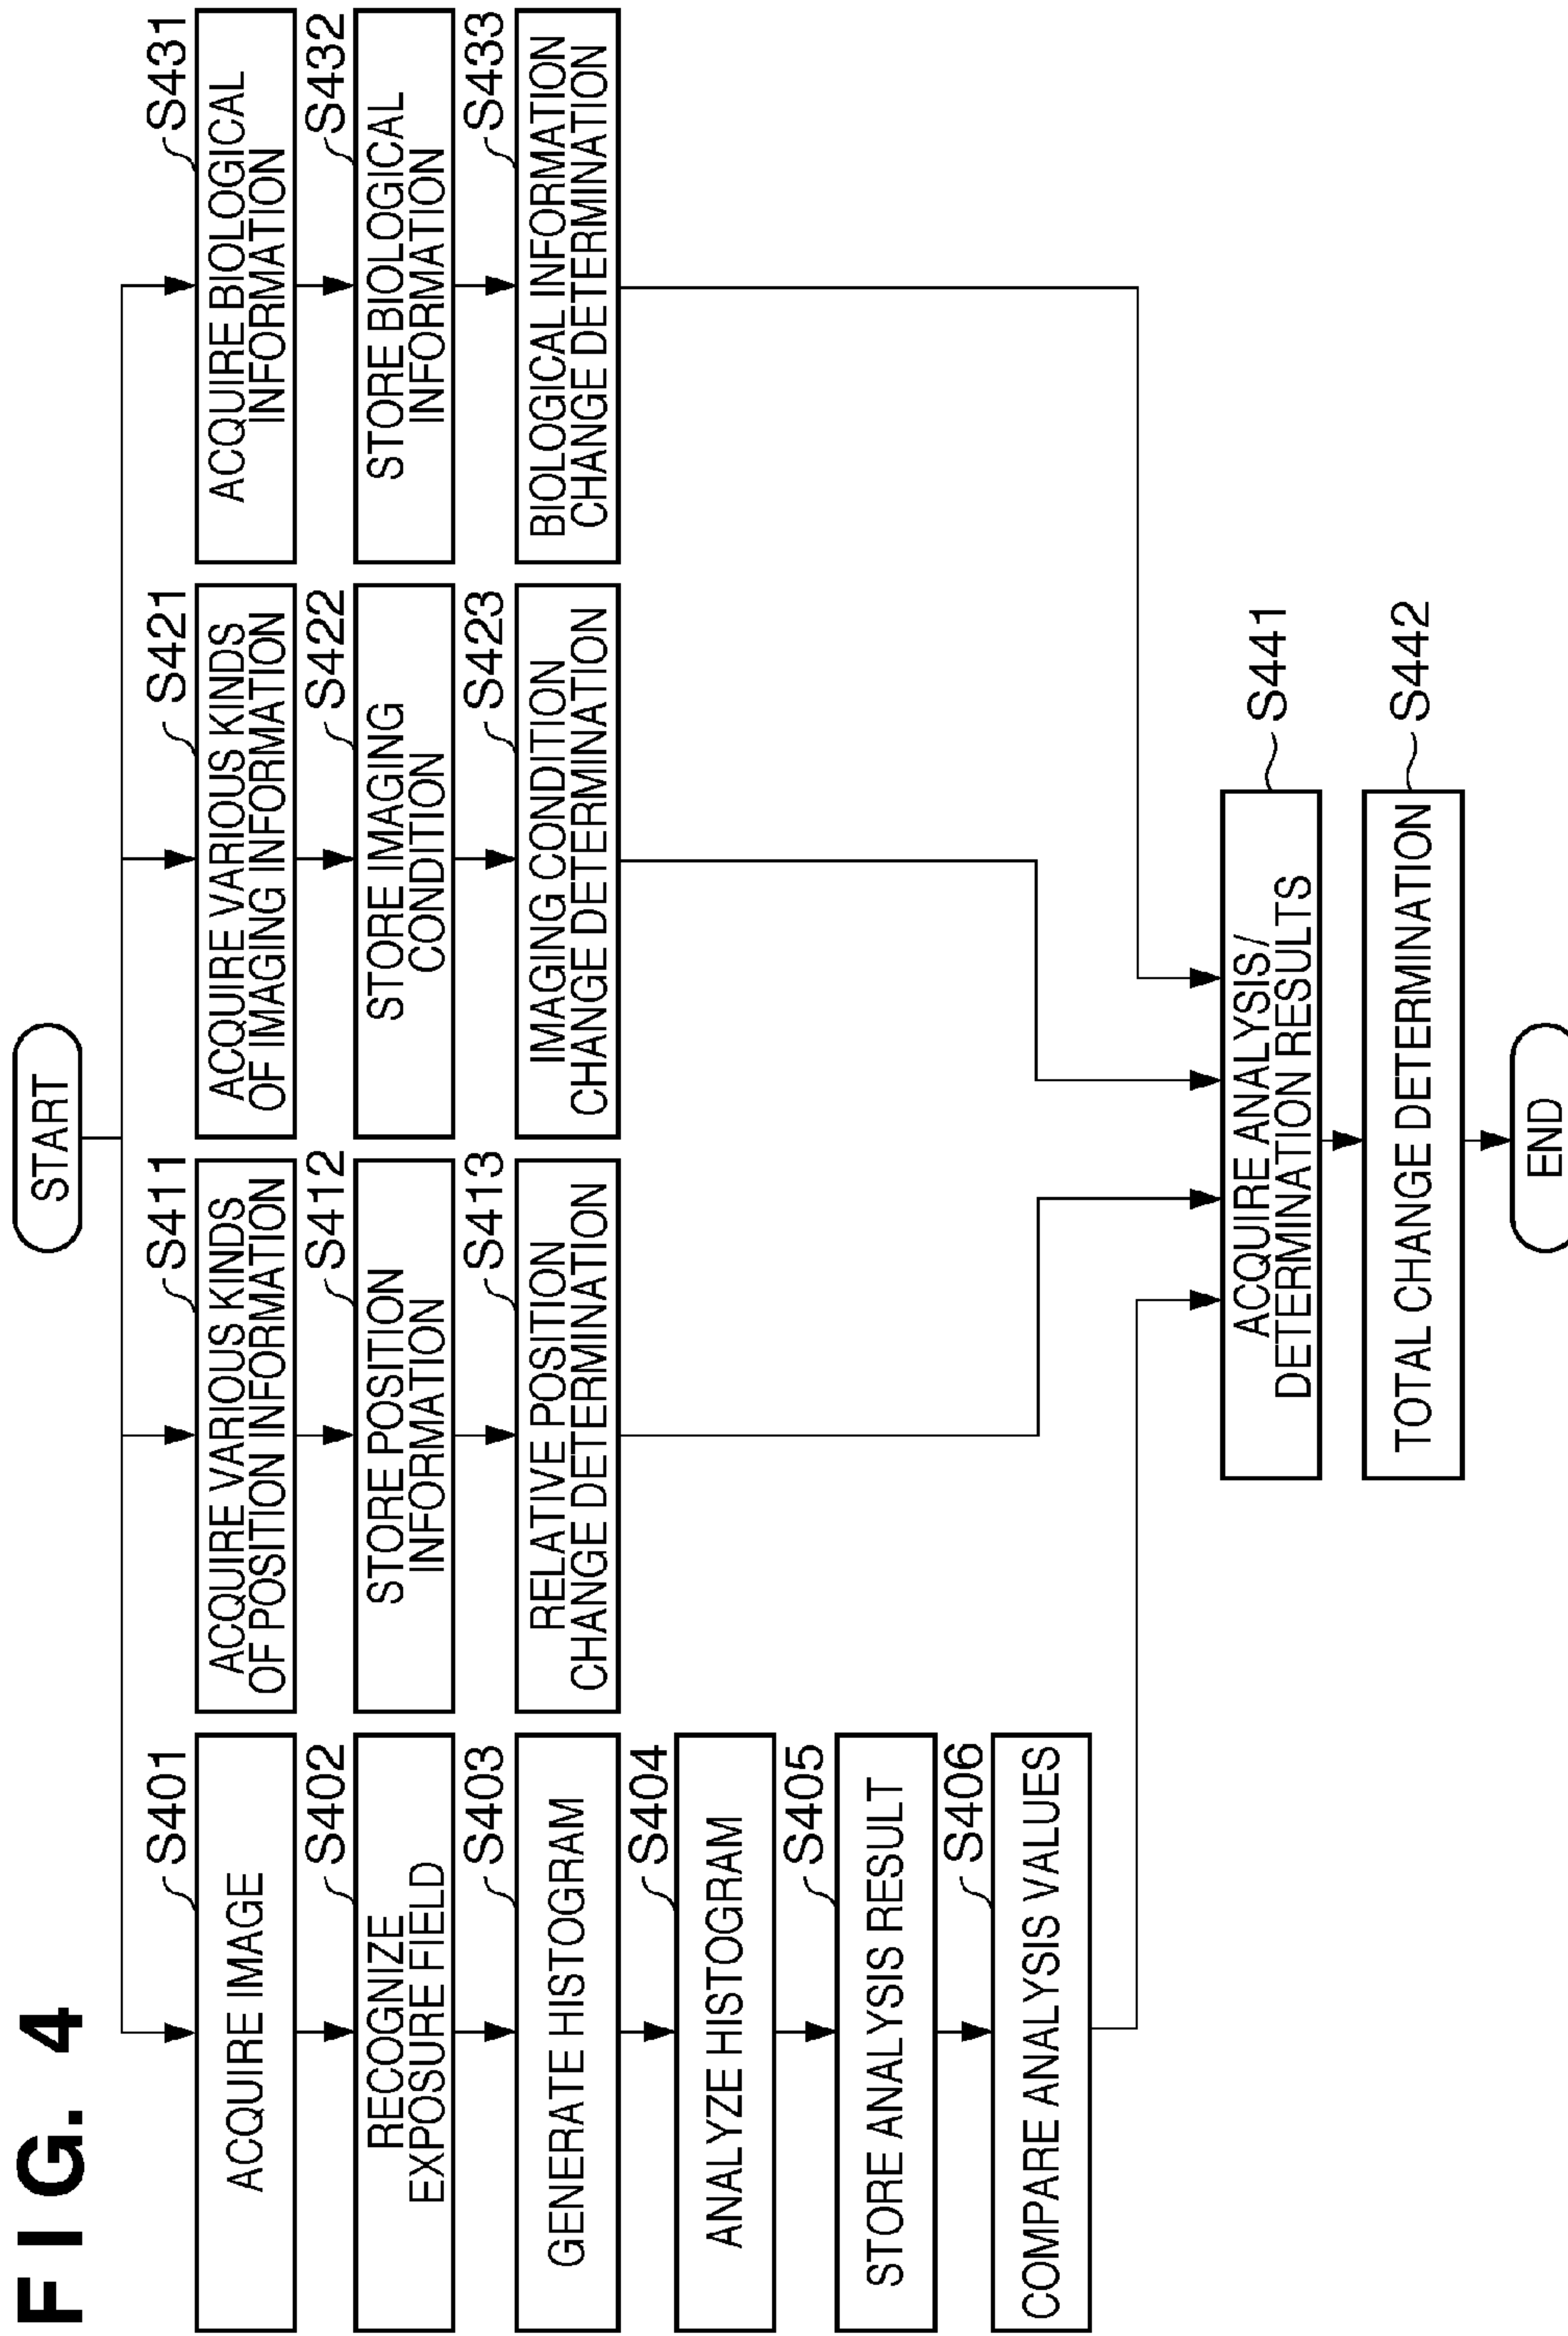 FIG. 4
START
S401
ACQUIRE IMAGE
S402
RECOGNIZE
EXPOSURE FIELD
S403
GENERATE HISTOGRAM
S404
ANALYZE HISTOGRAM
S405
STORE ANALYSIS RESULT
S406
COMPARE ANALYSIS VALUES
S411
ACQUIRE VARIOUS KINDS
OF POSITION INFORMATION
S412
STORE POSITION
INFORMATION
S413
RELATIVE POSITION
CHANGE DETERMINATION
S421
ACQUIRE VARIOUS KINDS
OF IMAGING INFORMATION
S422
STORE IMAGING
CONDITION
S423
IMAGING CONDITION
CHANGE DETERMINATION
S431
ACQUIRE BIOLOGICAL
INFORMATION
S432
STORE BIOLOGICAL
INFORMATION
S433
BIOLOGICAL INFORMATION
CHANGE DETERMINATION
S441
ACQUIRE ANALYSIS/
DETERMINATION RESULTS
S442
TOTAL CHANGE DETERMINATION
END